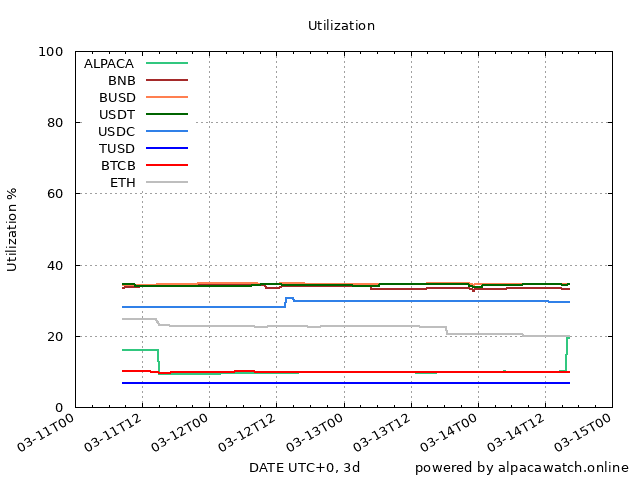 Utilization
100
80
60
40
20
0
Utilization %
ALPACA
BNB
BUSD
USDT
USDC
TUSD
BTCB
ETH
03-11T00
03-11T12
03-12T00
03-12T12
03-13T00
03-13T12
03-14T00
03-14T12
03-15T00
DATE UTC+0, 3d
powered by alpacawatch.online